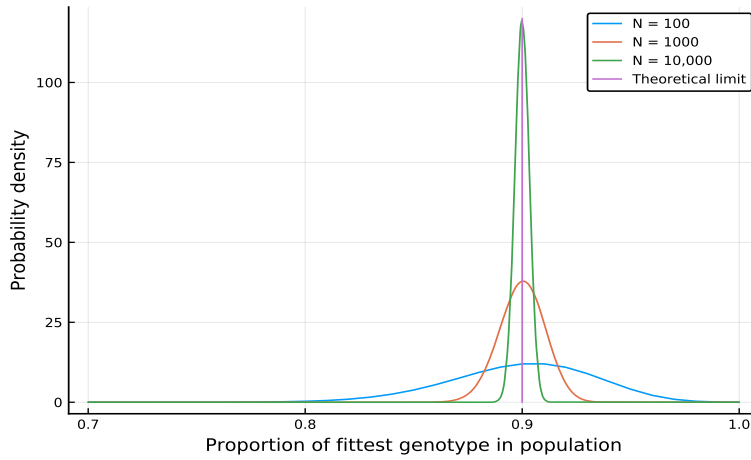 N = 100
N = 1000
N = 10,000
Theoretical limit
Probability density
100
75
50
25
0
0.7
0.8
0.9
1.0
Proportion of fittest genotype in population